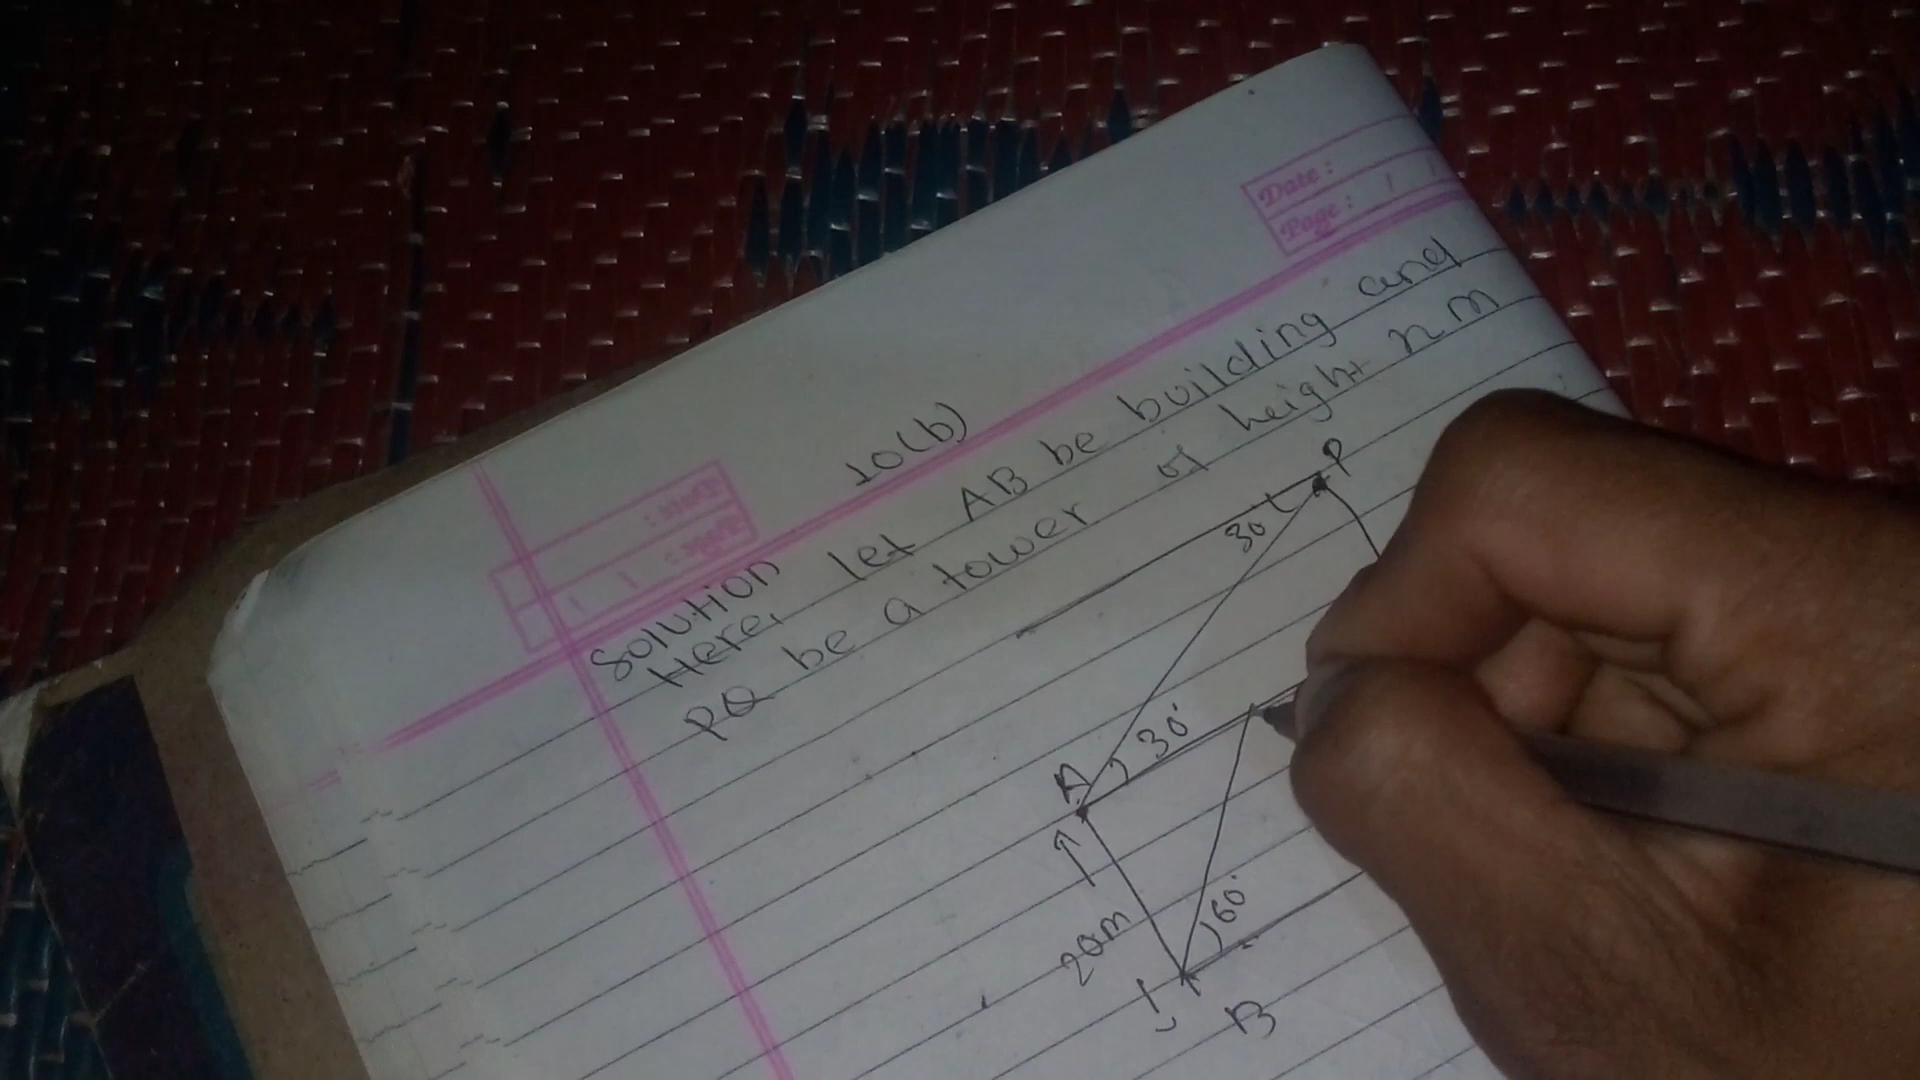 Date :
Page :
10(b)
Solution
Here, let AB be building and
PQ be a tower of height n m
P
30
A
30°
20m
60°
B